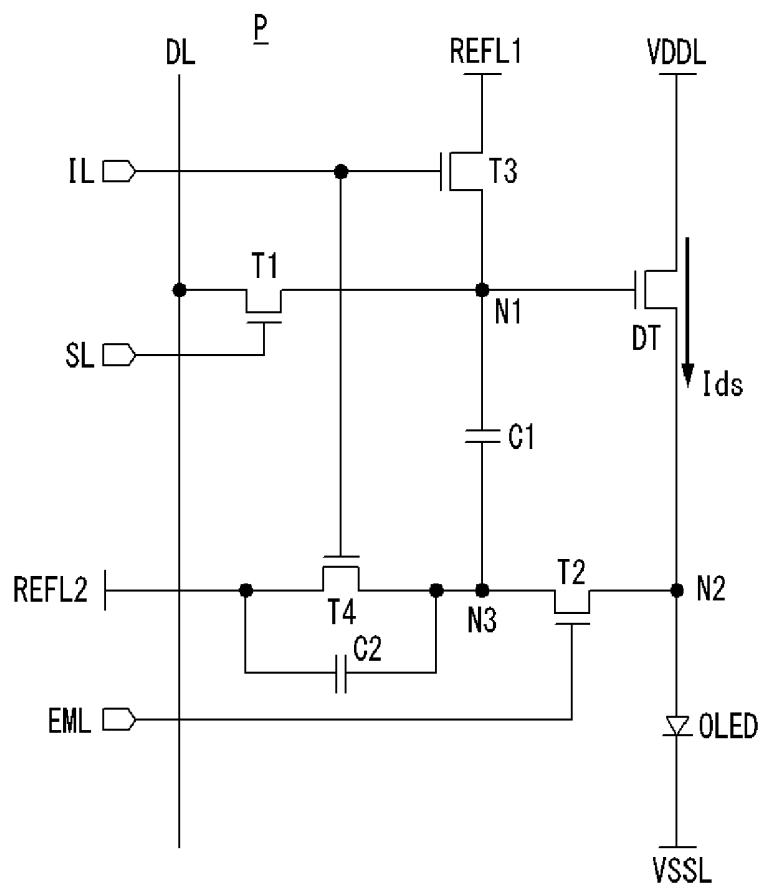 P
DL
REFL1
VDDL
IL
T3
T1
N1
DT
SL
Ids
C1
T2
REFL2
T4
N3
N2
C2
EML
OLED
VSSL